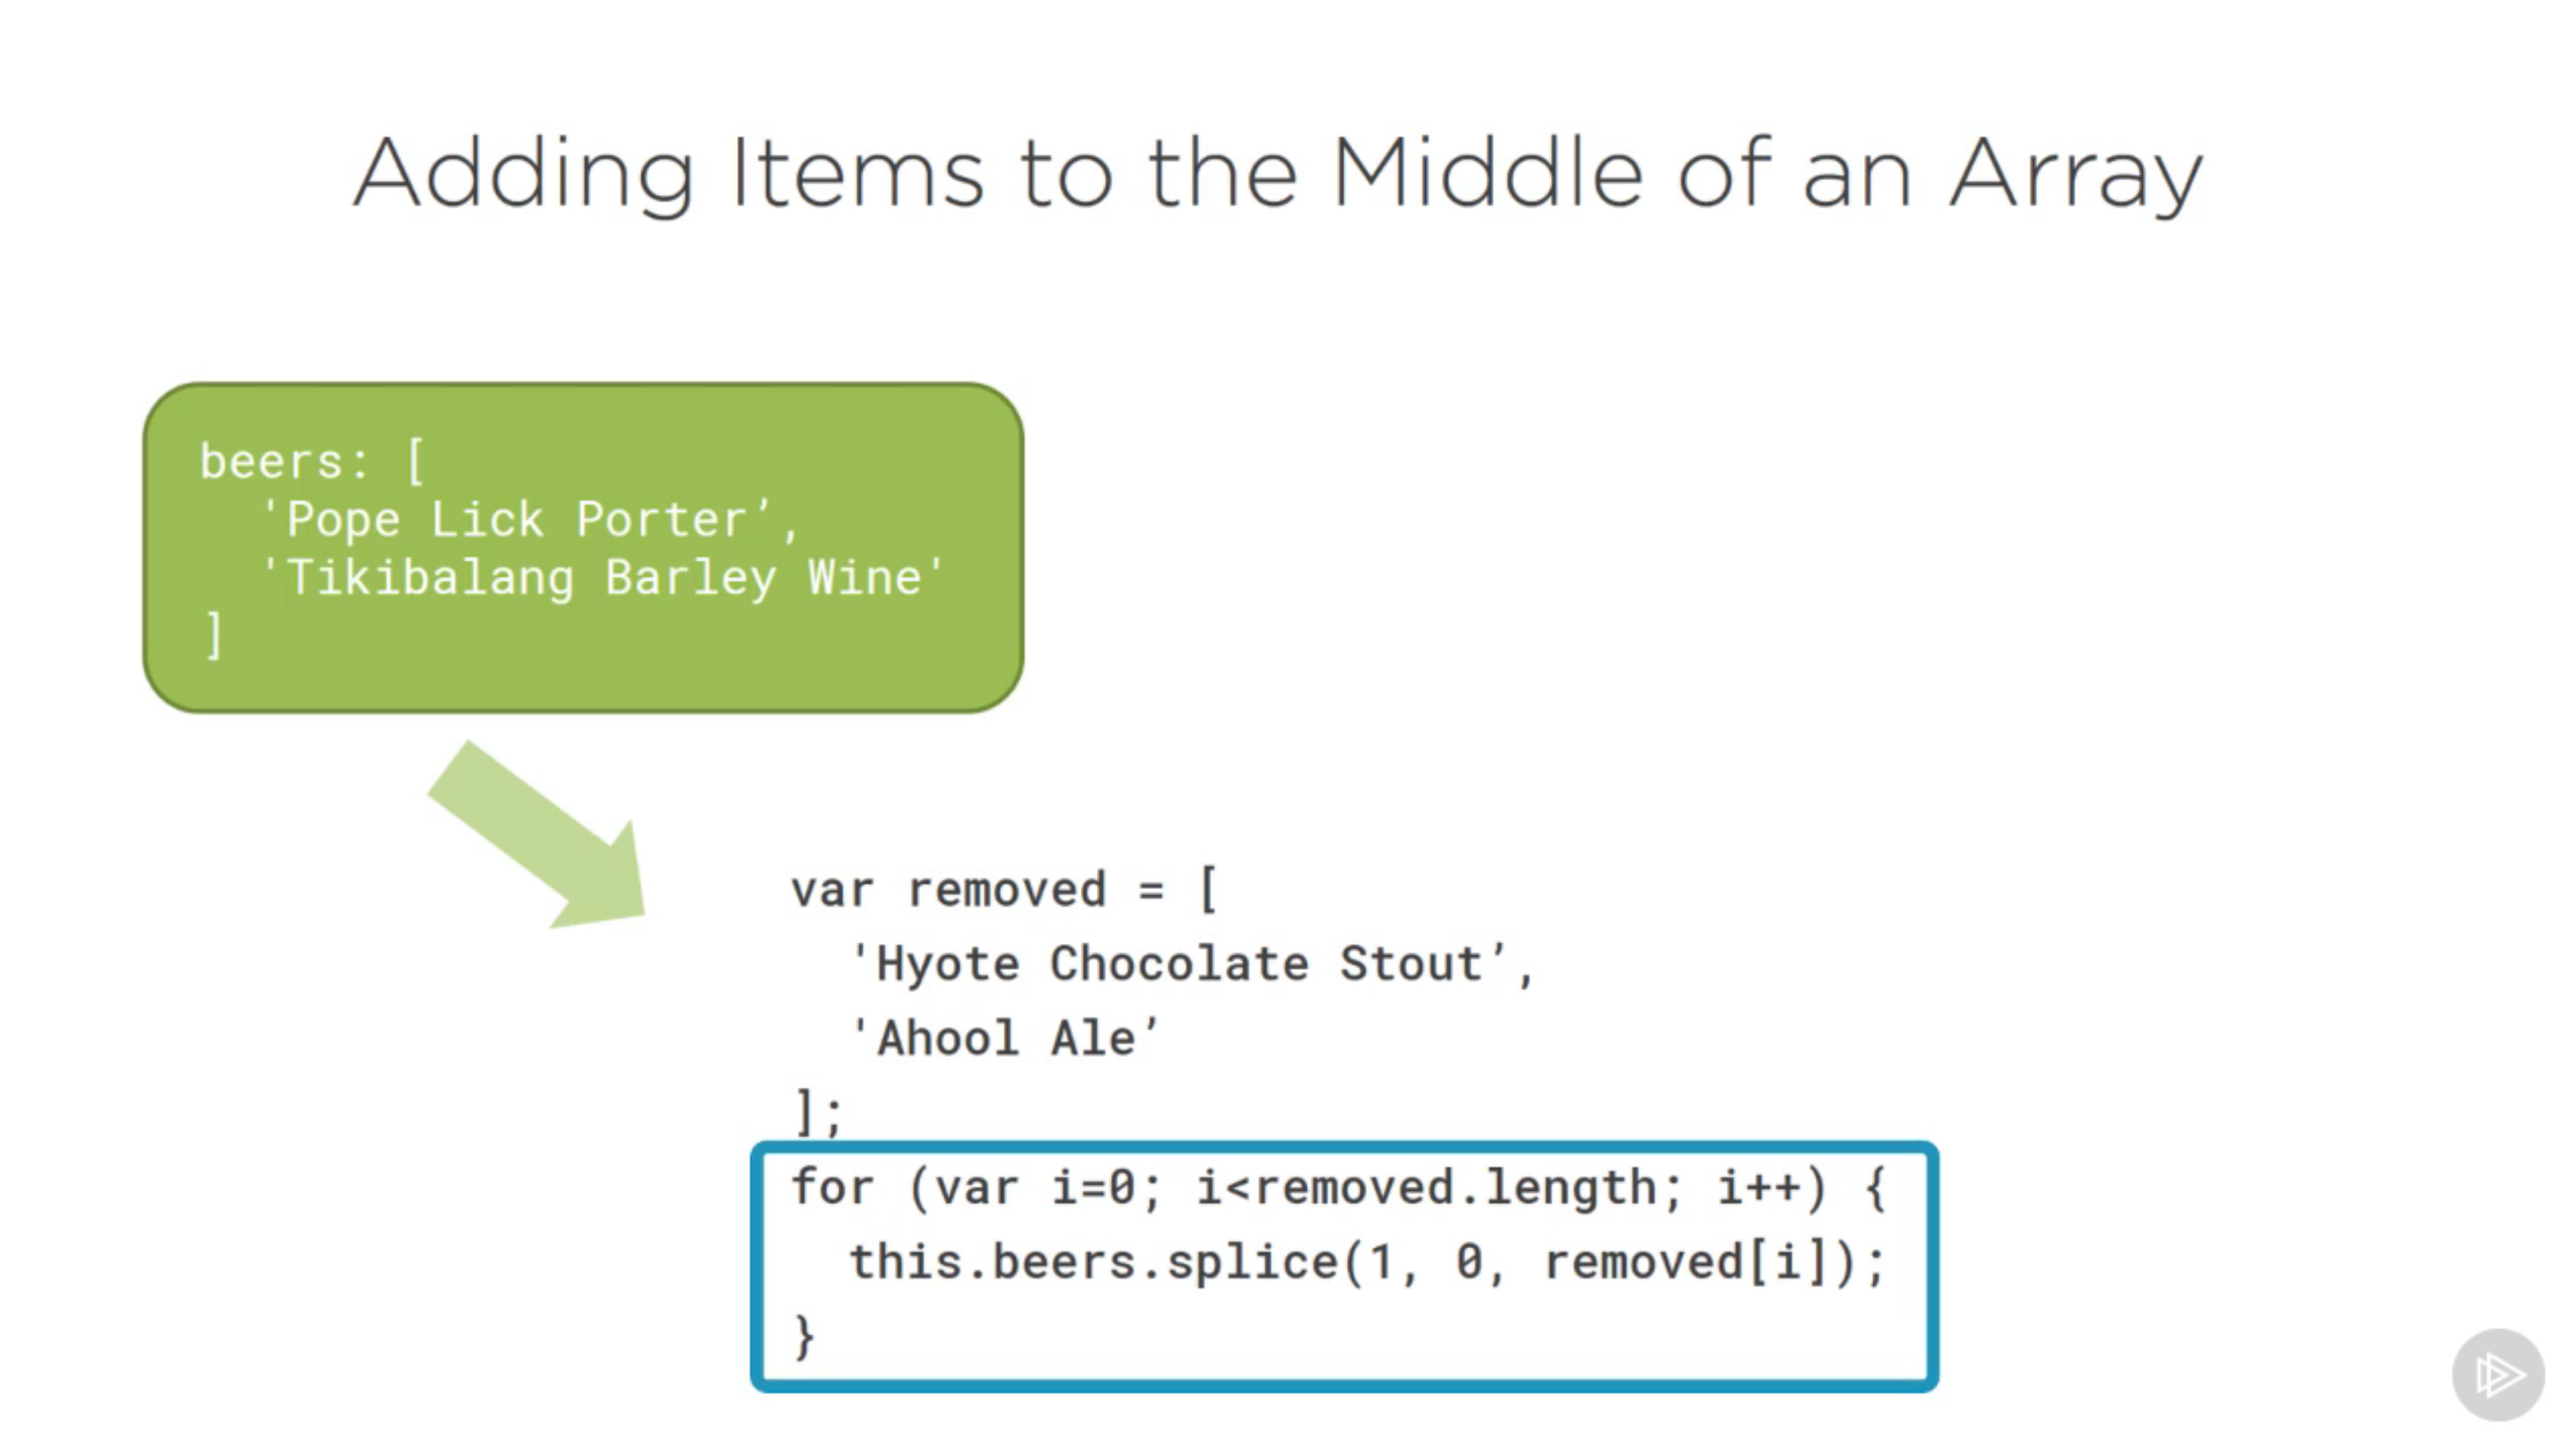 Adding Items to the Middle of an Array
beers: [
  'Pope Lick Porter’,
  'Tikibalang Barley Wine'
]
var removed = [
  'Hyote Chocolate Stout’,
  'Ahool Ale’
];
for (var i=0; i<removed.length; i++) {
  this.beers.splice(1, 0, removed[i]);
}